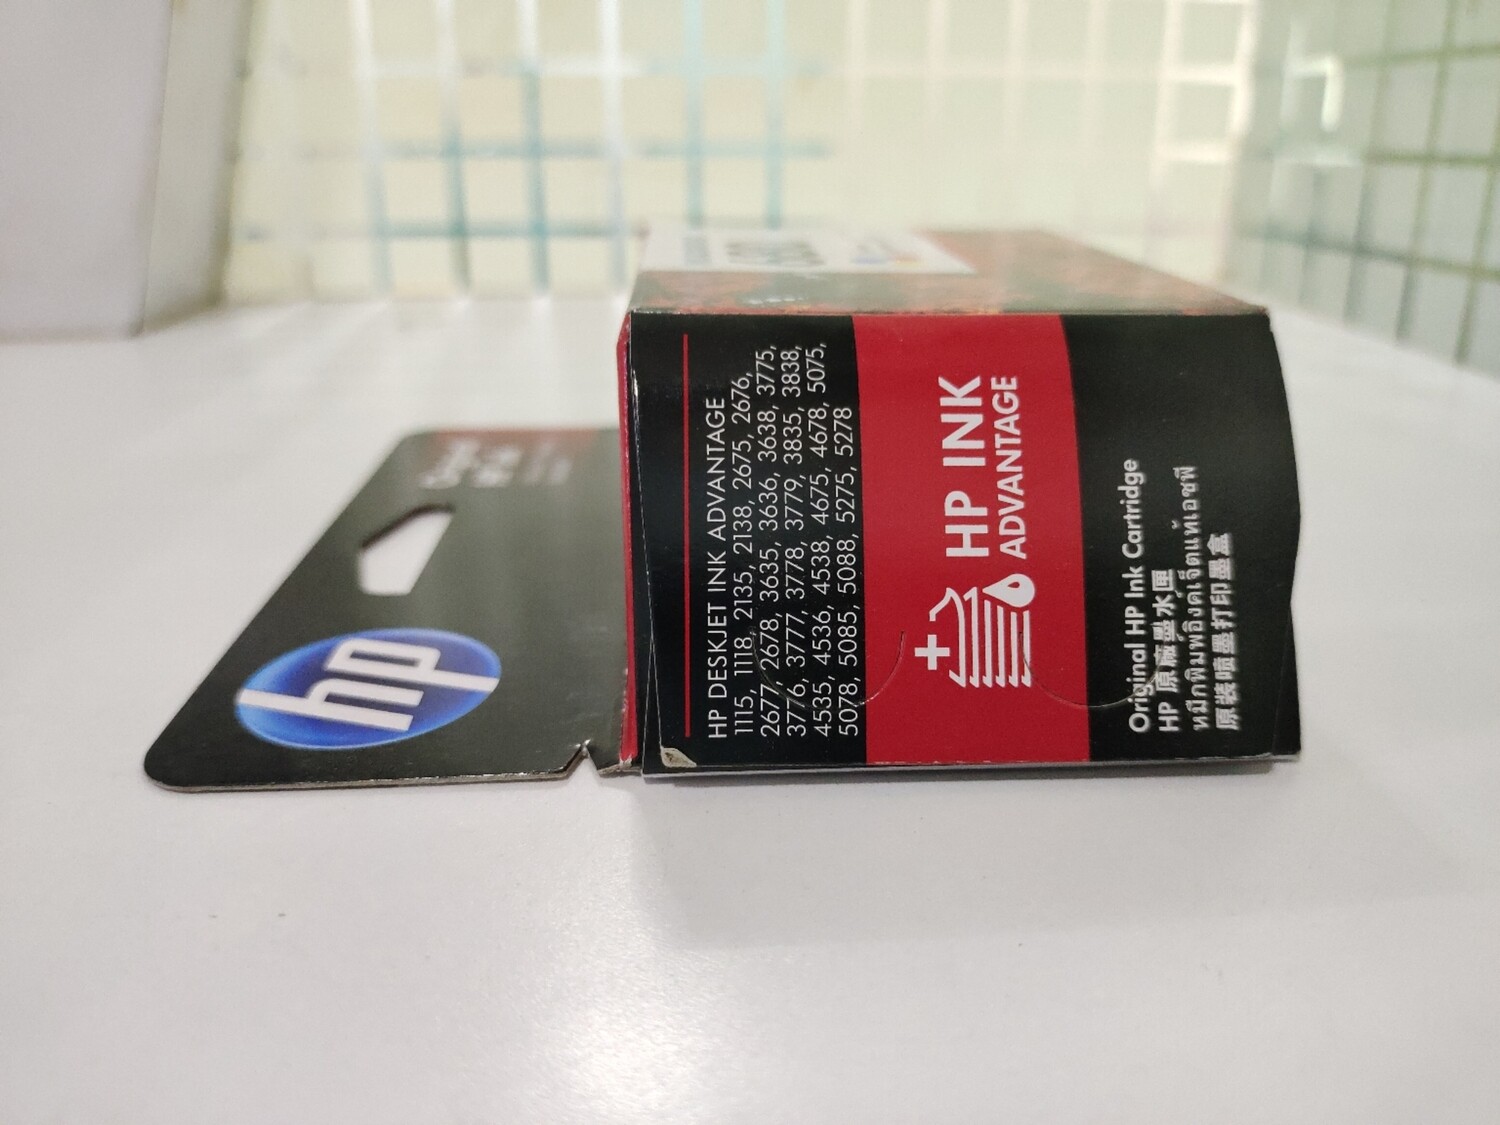 hp
HP DESKJET INK ADVANTAGE
1115, 1118, 2135, 2138, 2675, 2676,
2677, 2678, 3635, 3636, 3638, 3775,
3776, 3777, 3778, 3779, 3835, 3838,
4535, 4536, 4538, 4675, 4678, 5075,
5078, 5085, 5088, 5275, 5278
HP INK
ADVANTAGE
Original HP Ink Cartridge
HP 原廠墨水匣
หมึกพิมพ์อิงค์เจ็ตแท้เอชพี
原装喷墨打印墨盒